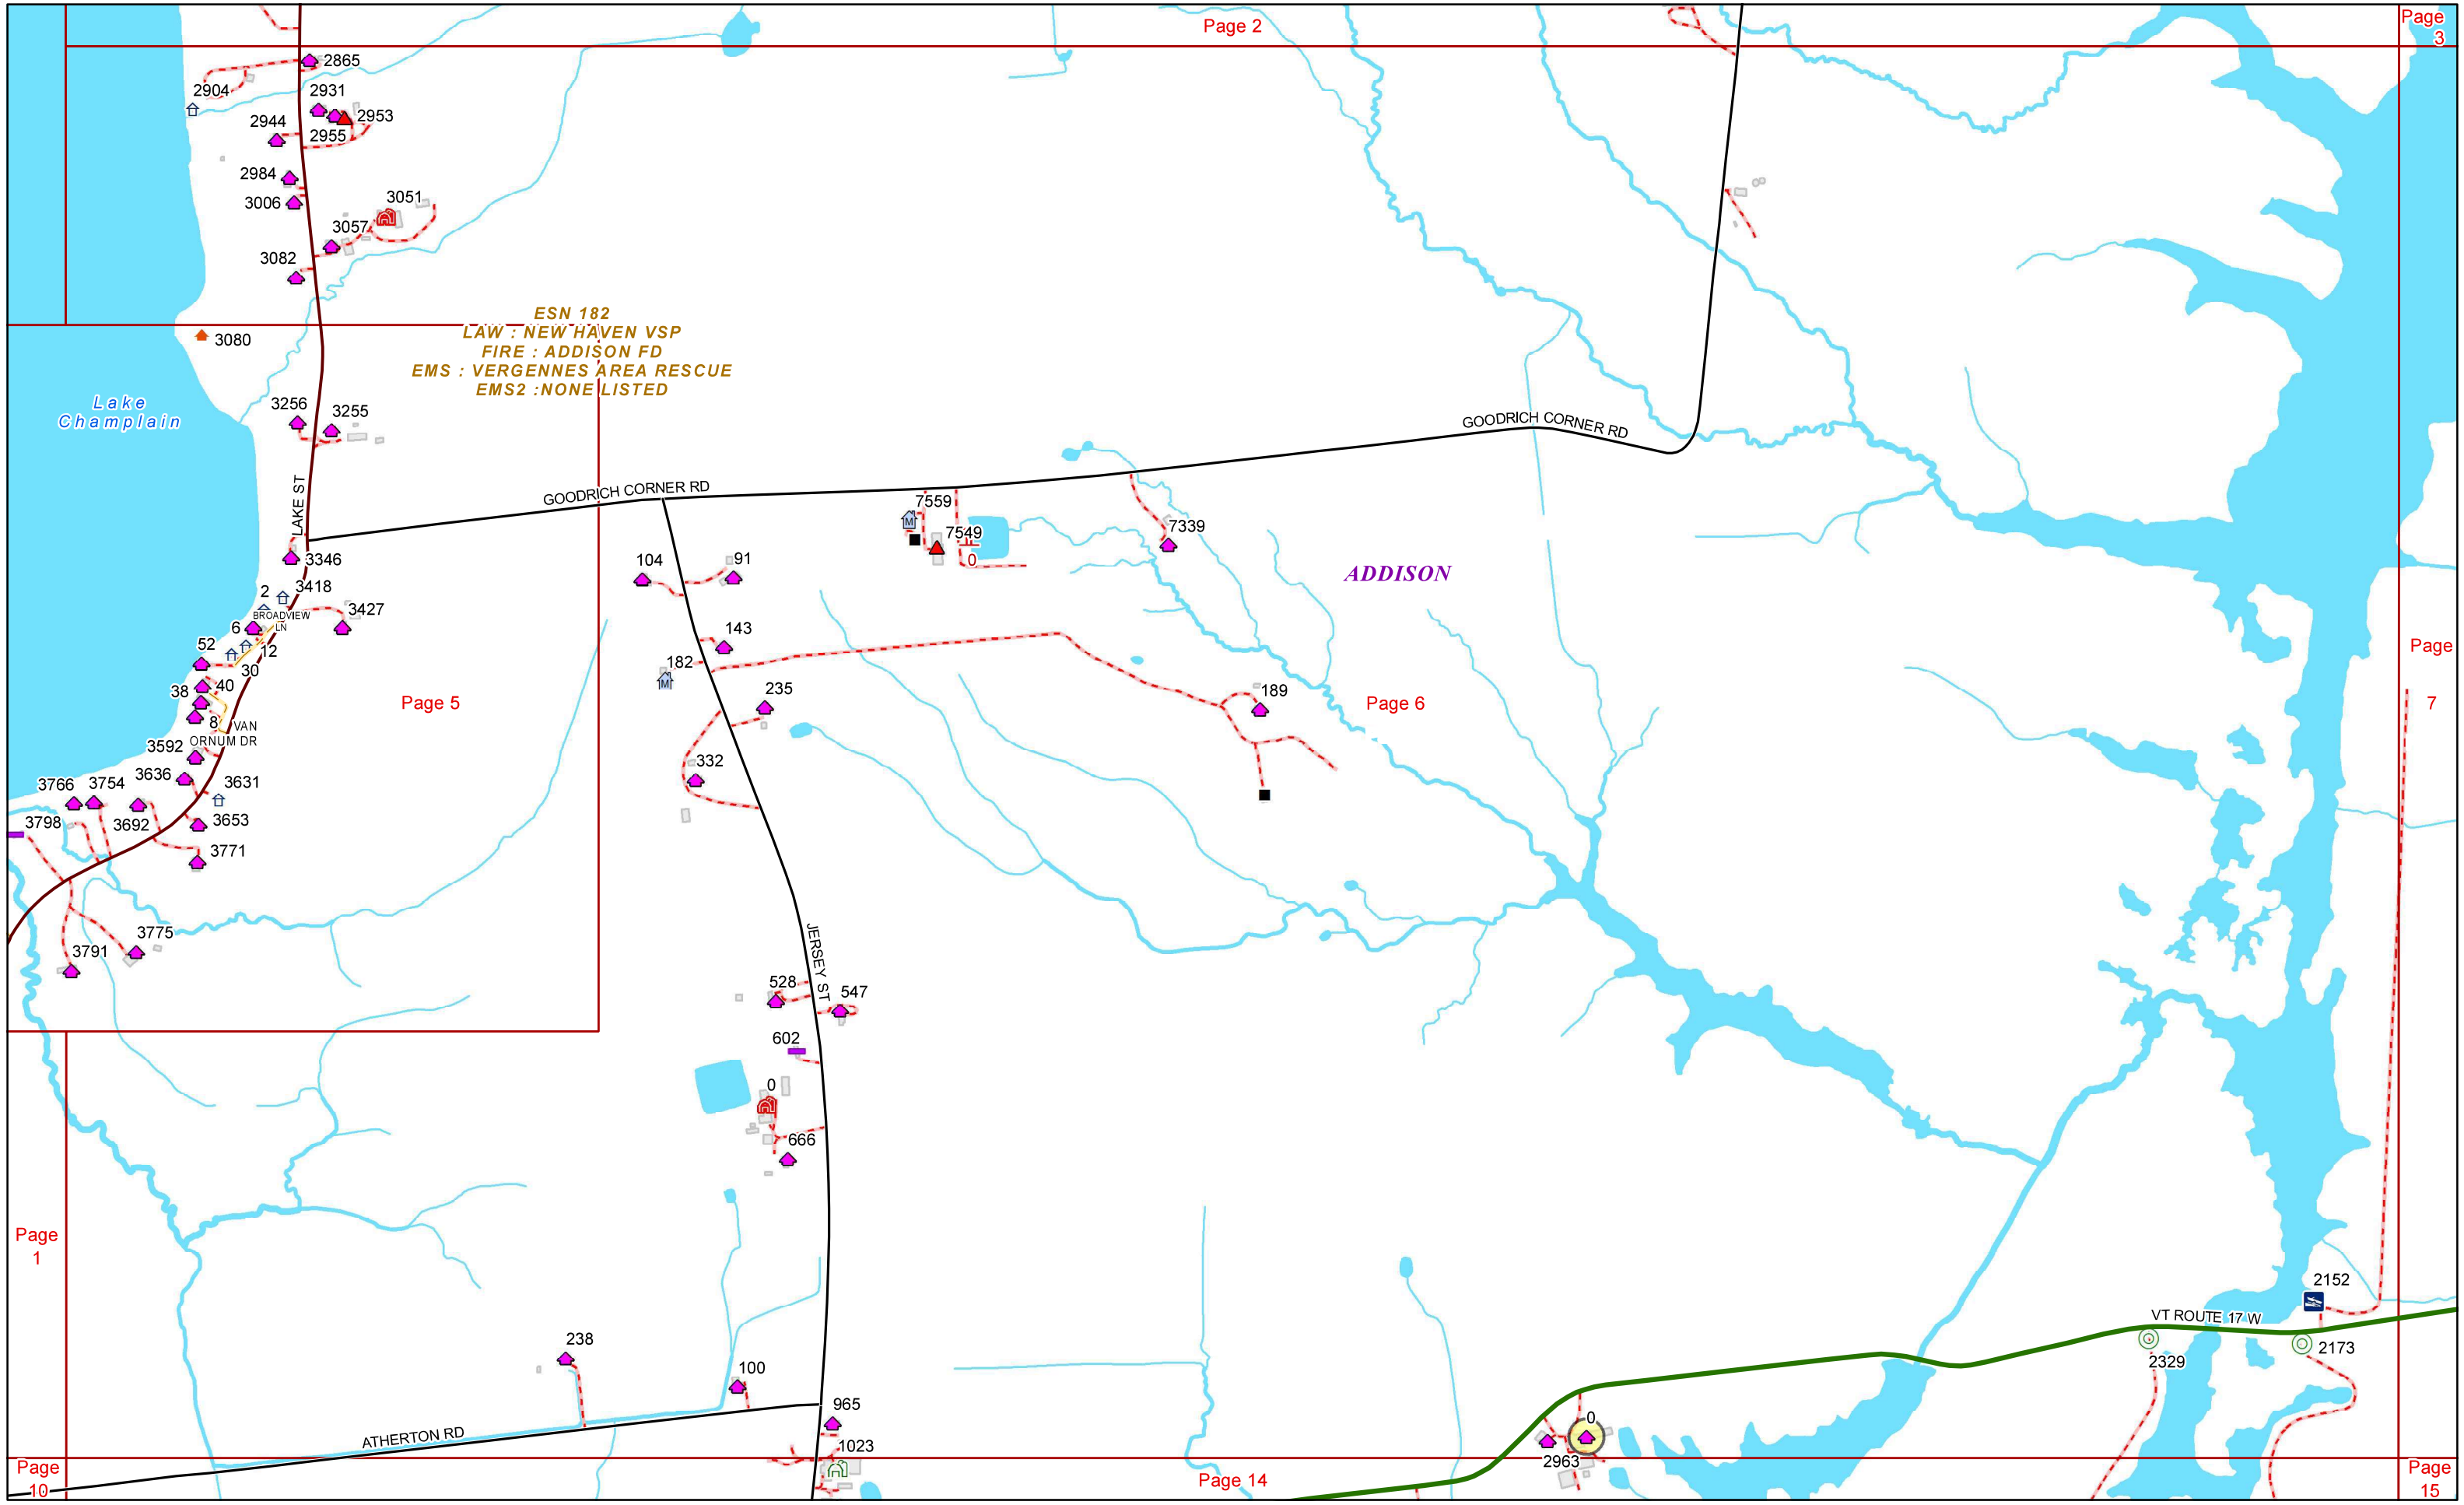 Page 2
Page
3
2865
2904
2931
2953
2944
2955
2984
3006
3051
3057
3082
ESN 182
LAW : NEW HAVEN VSP
FIRE : ADDISON FD
EMS : VERGENNES AREA RESCUE
EMS2 :NONE LISTED
3080
Lake
Champlain
3256
3255
GOODRICH CORNER RD
GOODRICH CORNER RD
LAKE ST
7559
7549
0
7339
3346
104
91
ADDISON
2
3418
3427
BROADVIEW
LN
6
12
52
30
143
182
Page
7
38
40
Page 5
235
189
Page 6
8
VAN
ORNUM DR
3592
332
3636
3631
3766
3754
3798
3692
3653
3771
3775
3791
JERSEY ST
528
547
602
0
666
Page
1
2152
VT ROUTE 17 W
238
2173
2329
100
965
0
ATHERTON RD
1023
2963
Page
10
Page 14
Page
15